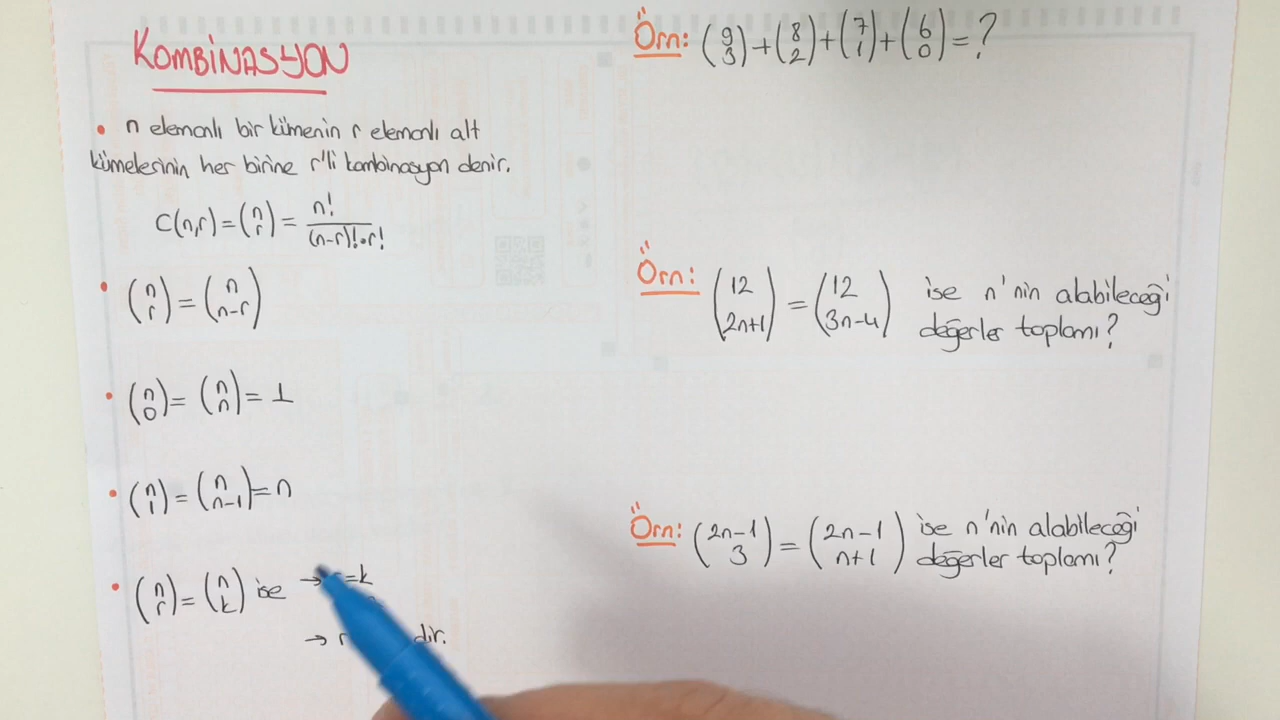 KOMBİNASYON
• n elemanlı bir kümenin r elemanlı alt
kümelerinin her birine r'li kombinasyon denir.
C(n,r) = (n r) = n! / (n-r)!·r!
• (n r) = (n n-r)
• (n 0) = (n n) = 1
• (n 1) = (n n-1) = n
• (n r) = (n k) ise → r=k
→ r dir.
Örn: (9 3) + (8 2) + (7 1) + (6 0) = ?
Örn: (12 2n+1) = (12 3n-4) ise n'nin alabileceği
değerler toplamı?
Örn: (2n-1 3) = (2n-1 n+1) ise n'nin alabileceği
değerler toplamı?